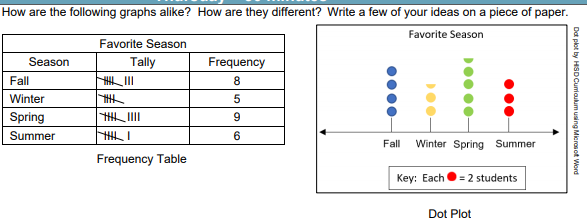 How are the following graphs alike? How are they different? Write a few of your ideas on a piece of paper.
Favorite Season
Season Tally Frequency
Fall 8
Winter 5
Spring 9
Summer 6
Frequency Table
Favorite Season
Fall Winter Spring Summer
Key: Each = 2 students
Dot Plot
Dot plot by HISD Curriculum using Microsoft Word